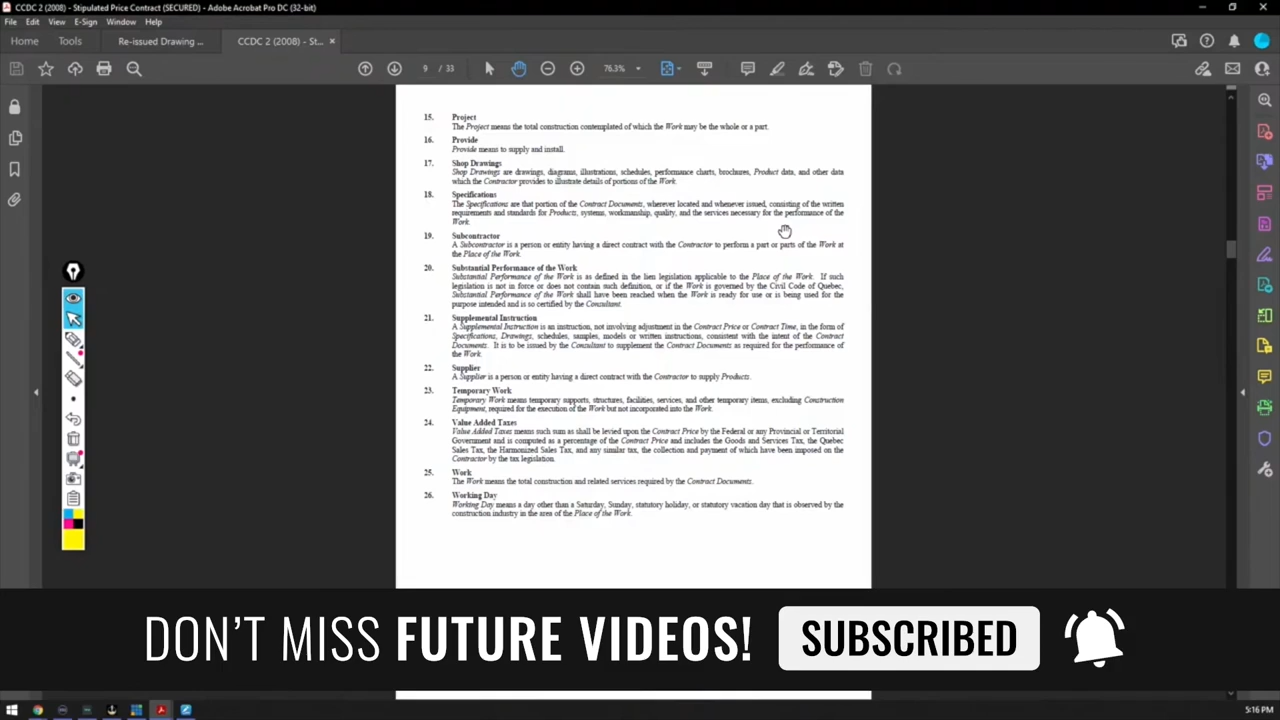 CCDC 2 (2008) - Stipulated Price Contract (SECURED) - Adobe Acrobat Pro DC (32-bit)
File Edit View E-Sign Window Help
Home Tools Re-issued Drawing ... CCDC 2 (2008) - St... ×
9 / 33 76.3%
15. Project
The Project means the total construction contemplated of which the Work may be the whole or a part.
16. Provide
Provide means to supply and install.
17. Shop Drawings
Shop Drawings are drawings, diagrams, illustrations, schedules, performance charts, brochures, Product data, and other data
which the Contractor provides to illustrate details of portions of the Work.
18. Specifications
The Specifications are that portion of the Contract Documents, wherever located and whenever issued, consisting of the written
requirements and standards for Products, systems, workmanship, quality, and the services necessary for the performance of the
Work.
19. Subcontractor
A Subcontractor is a person or entity having a direct contract with the Contractor to perform a part or parts of the Work at
the Place of the Work.
20. Substantial Performance of the Work
Substantial Performance of the Work is as defined in the lien legislation applicable to the Place of the Work. If such
legislation is not in force or does not contain such definition, or if the Work is governed by the Civil Code of Quebec,
Substantial Performance of the Work shall have been reached when the Work is ready for use or is being used for the
purpose intended and is so certified by the Consultant.
21. Supplemental Instruction
A Supplemental Instruction is an instruction, not involving adjustment in the Contract Price or Contract Time, in the form of
Specifications, Drawings, schedules, samples, models or written instructions, consistent with the intent of the Contract
Documents. It is to be issued by the Consultant to supplement the Contract Documents as required for the performance of
the Work.
22. Supplier
A Supplier is a person or entity having a direct contract with the Contractor to supply Products.
23. Temporary Work
Temporary Work means temporary supports, structures, facilities, services, and other temporary items, excluding Construction
Equipment, required for the execution of the Work but not incorporated into the Work.
24. Value Added Taxes
Value Added Taxes means such sum as shall be levied upon the Contract Price by the Federal or any Provincial or Territorial
Government and is computed as a percentage of the Contract Price and includes the Goods and Services Tax, the Quebec
Sales Tax, the Harmonized Sales Tax, and any similar tax, the collection and payment of which have been imposed on the
Contractor by the tax legislation.
25. Work
The Work means the total construction and related services required by the Contract Documents.
26. Working Day
Working Day means a day other than a Saturday, Sunday, statutory holiday, or statutory vacation day that is observed by the
construction industry in the area of the Place of the Work.
DON'T MISS FUTURE VIDEOS! SUBSCRIBED
5:16 PM